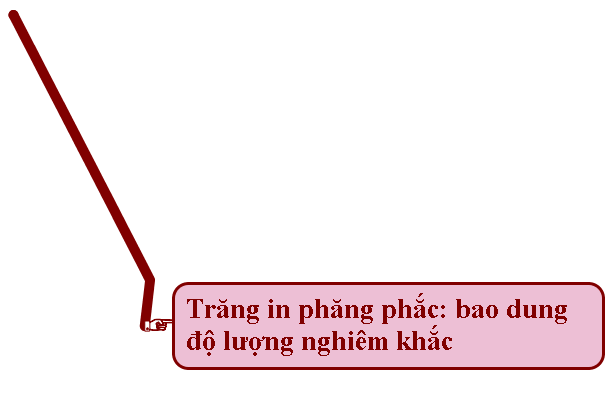 Trăng in phăng phắc: bao dung
độ lượng nghiêm khắc